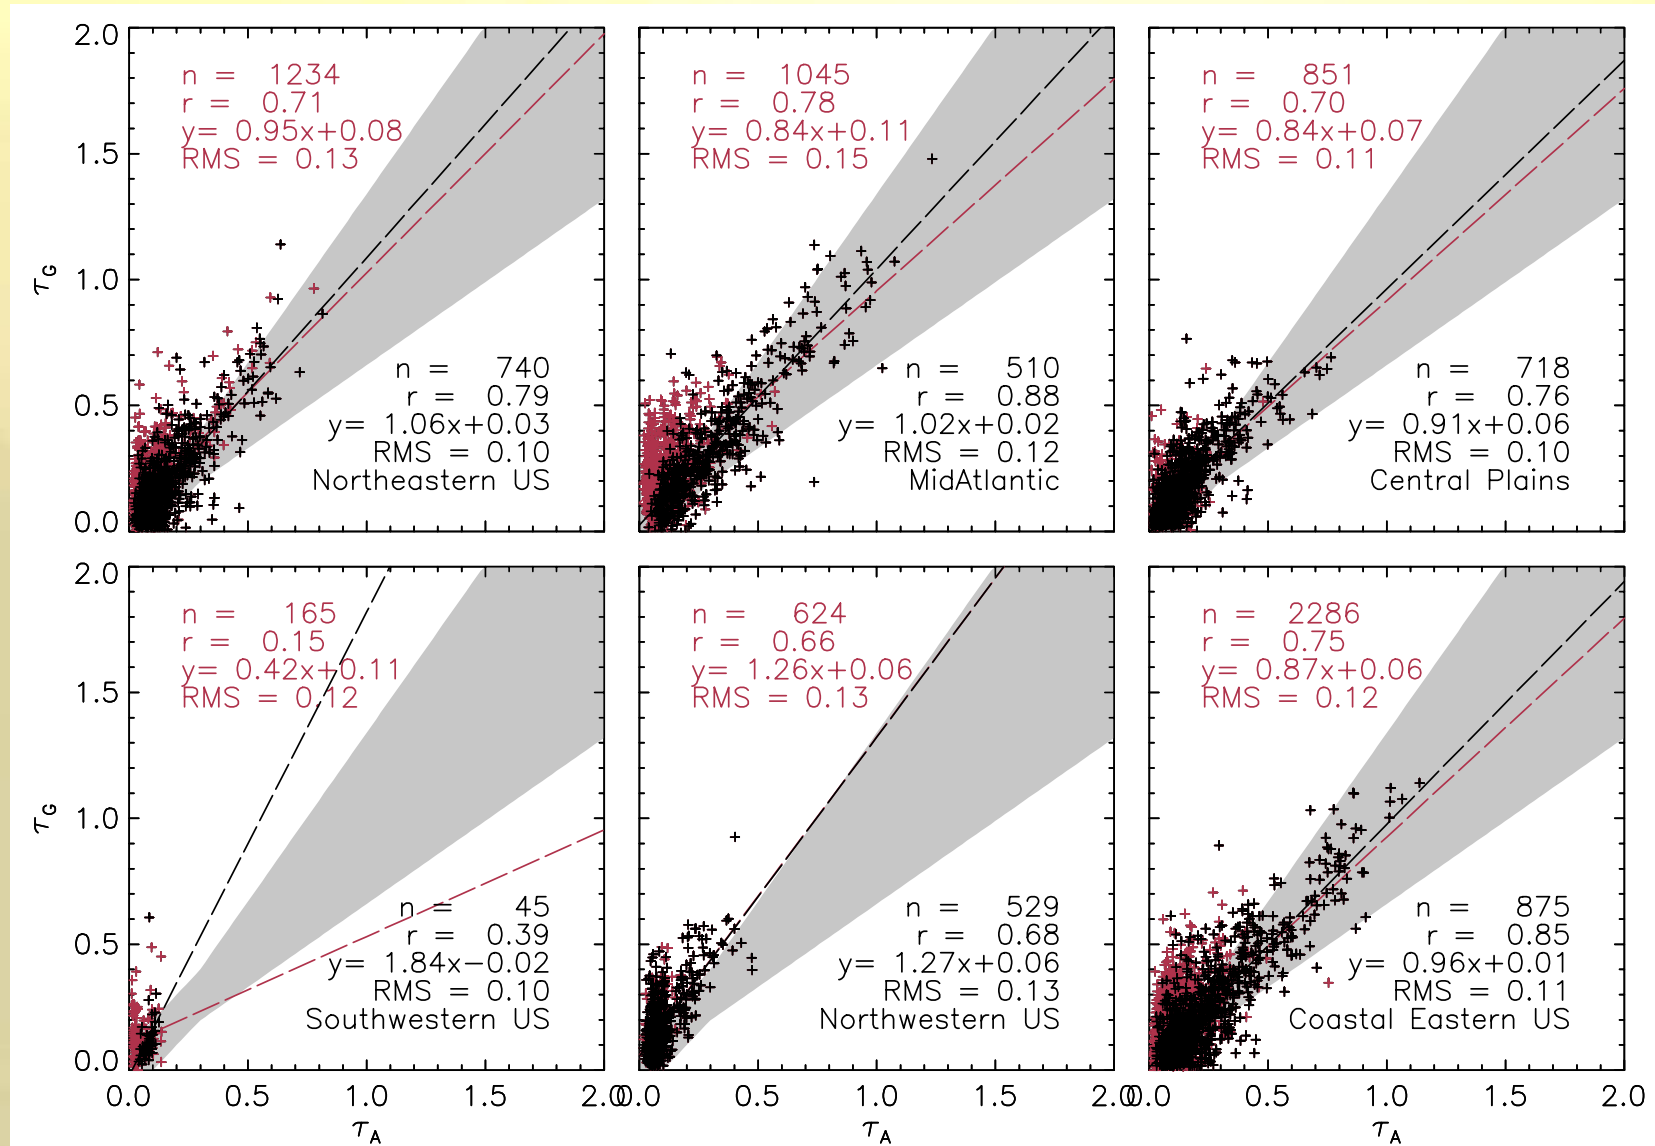 2.0
1.5
1.0
0.5
0.0
τG
n = 1234
r = 0.71
y= 0.95x+0.08
RMS = 0.13
n = 740
r = 0.79
y= 1.06x+0.03
RMS = 0.10
Northeastern US
n = 1045
r = 0.78
y= 0.84x+0.11
RMS = 0.15
n = 510
r = 0.88
y= 1.02x+0.02
RMS = 0.12
MidAtlantic
n = 851
r = 0.70
y= 0.84x+0.07
RMS = 0.11
n = 718
r = 0.76
y= 0.91x+0.06
RMS = 0.10
Central Plains
2.0
1.5
1.0
0.5
0.0
τG
n = 165
r = 0.15
y= 0.42x+0.11
RMS = 0.12
n = 45
r = 0.39
y= 1.84x−0.02
RMS = 0.10
Southwestern US
n = 624
r = 0.66
y= 1.26x+0.06
RMS = 0.13
n = 529
r = 0.68
y= 1.27x+0.06
RMS = 0.13
Northwestern US
n = 2286
r = 0.75
y= 0.87x+0.06
RMS = 0.12
n = 875
r = 0.85
y= 0.96x+0.01
RMS = 0.11
Coastal Eastern US
0.0 0.5 1.0 1.5 2.0
0.0 0.5 1.0 1.5 2.0
0.0 0.5 1.0 1.5 2.0
τA
τA
τA